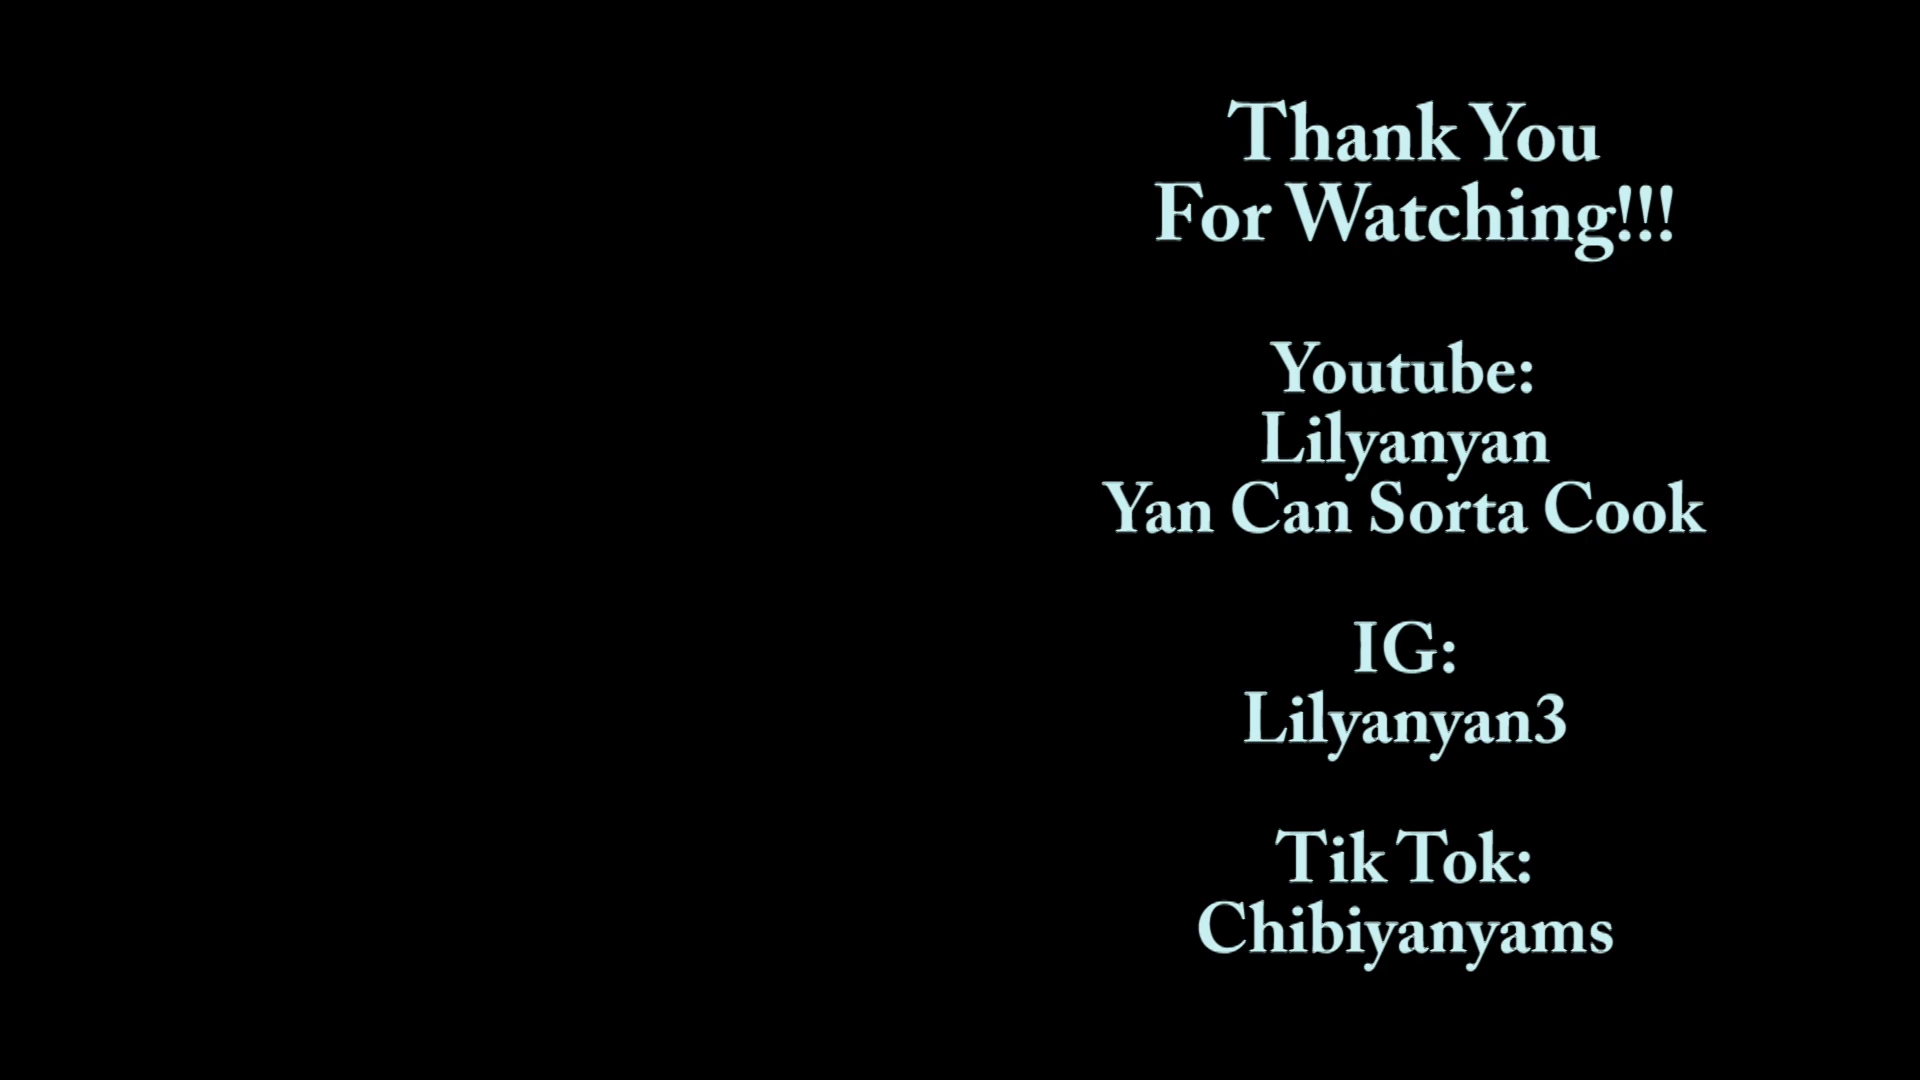 Thank You
For Watching!!!
Youtube:
Lilyanyan
Yan Can Sorta Cook
IG:
Lilyanyan3
Tik Tok:
Chibiyanyams